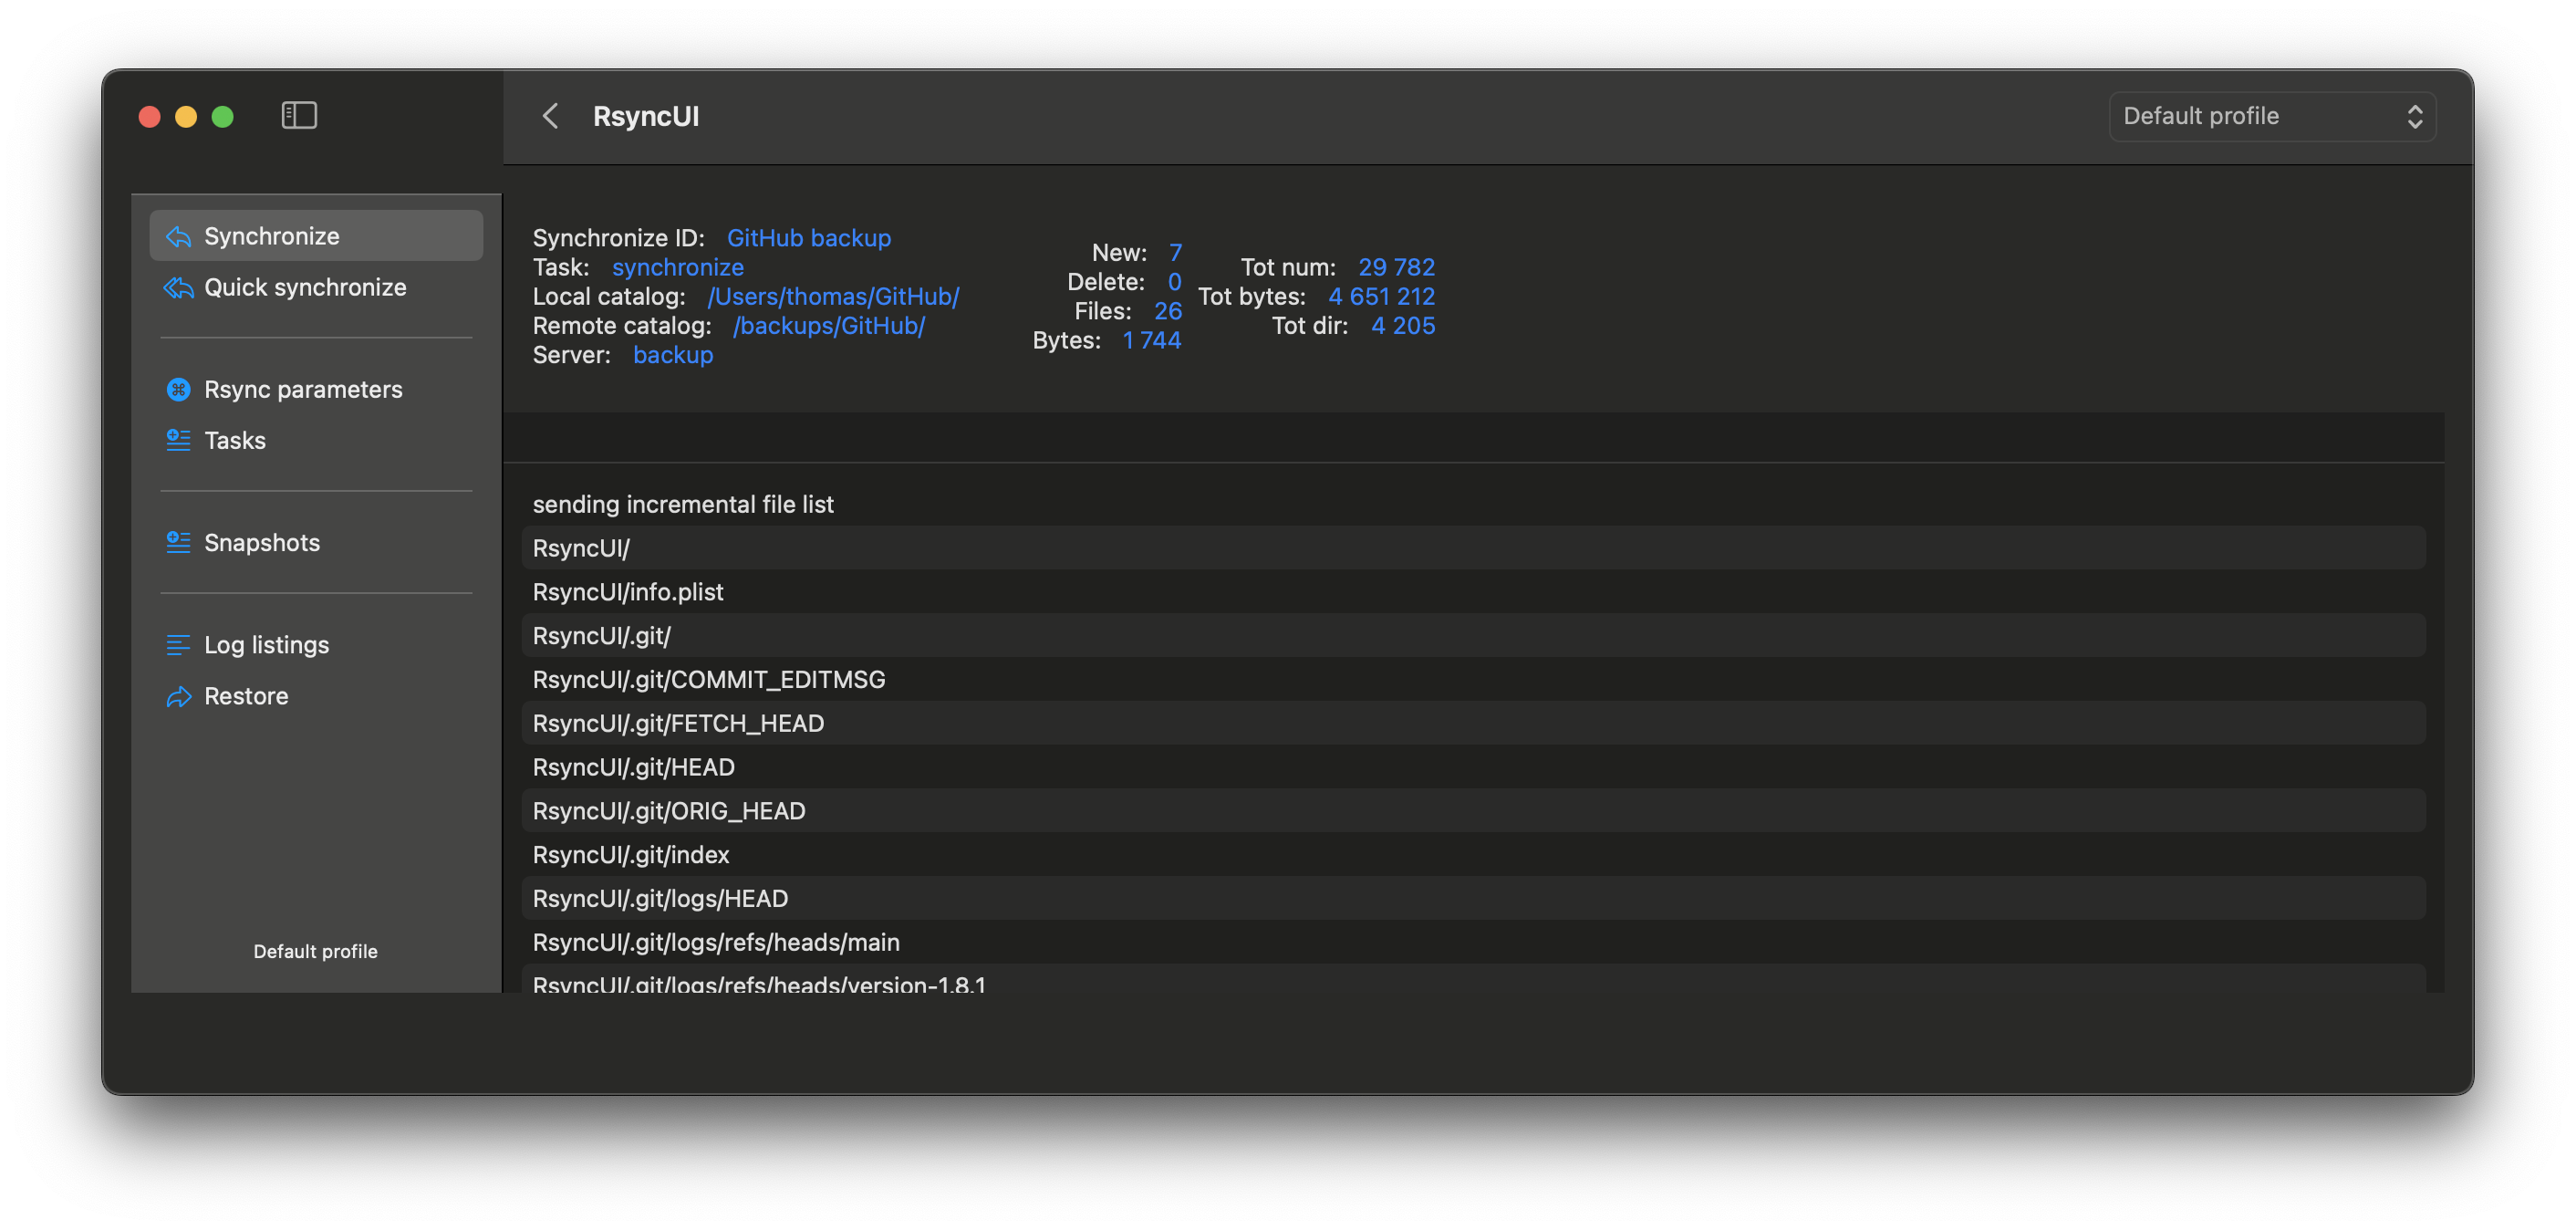 RsyncUI
Default profile
Synchronize
Quick synchronize
Rsync parameters
Tasks
Snapshots
Log listings
Restore
Default profile
Synchronize ID: GitHub backup
Task: synchronize
Local catalog: /Users/thomas/GitHub/
Remote catalog: /backups/GitHub/
Server: backup
New: 7
Delete: 0
Files: 26
Bytes: 1 744
Tot num: 29 782
Tot bytes: 4 651 212
Tot dir: 4 205
sending incremental file list
RsyncUI/
RsyncUI/info.plist
RsyncUI/.git/
RsyncUI/.git/COMMIT_EDITMSG
RsyncUI/.git/FETCH_HEAD
RsyncUI/.git/HEAD
RsyncUI/.git/ORIG_HEAD
RsyncUI/.git/index
RsyncUI/.git/logs/HEAD
RsyncUI/.git/logs/refs/heads/main
RsyncUI/.git/logs/refs/heads/version-1.8.1